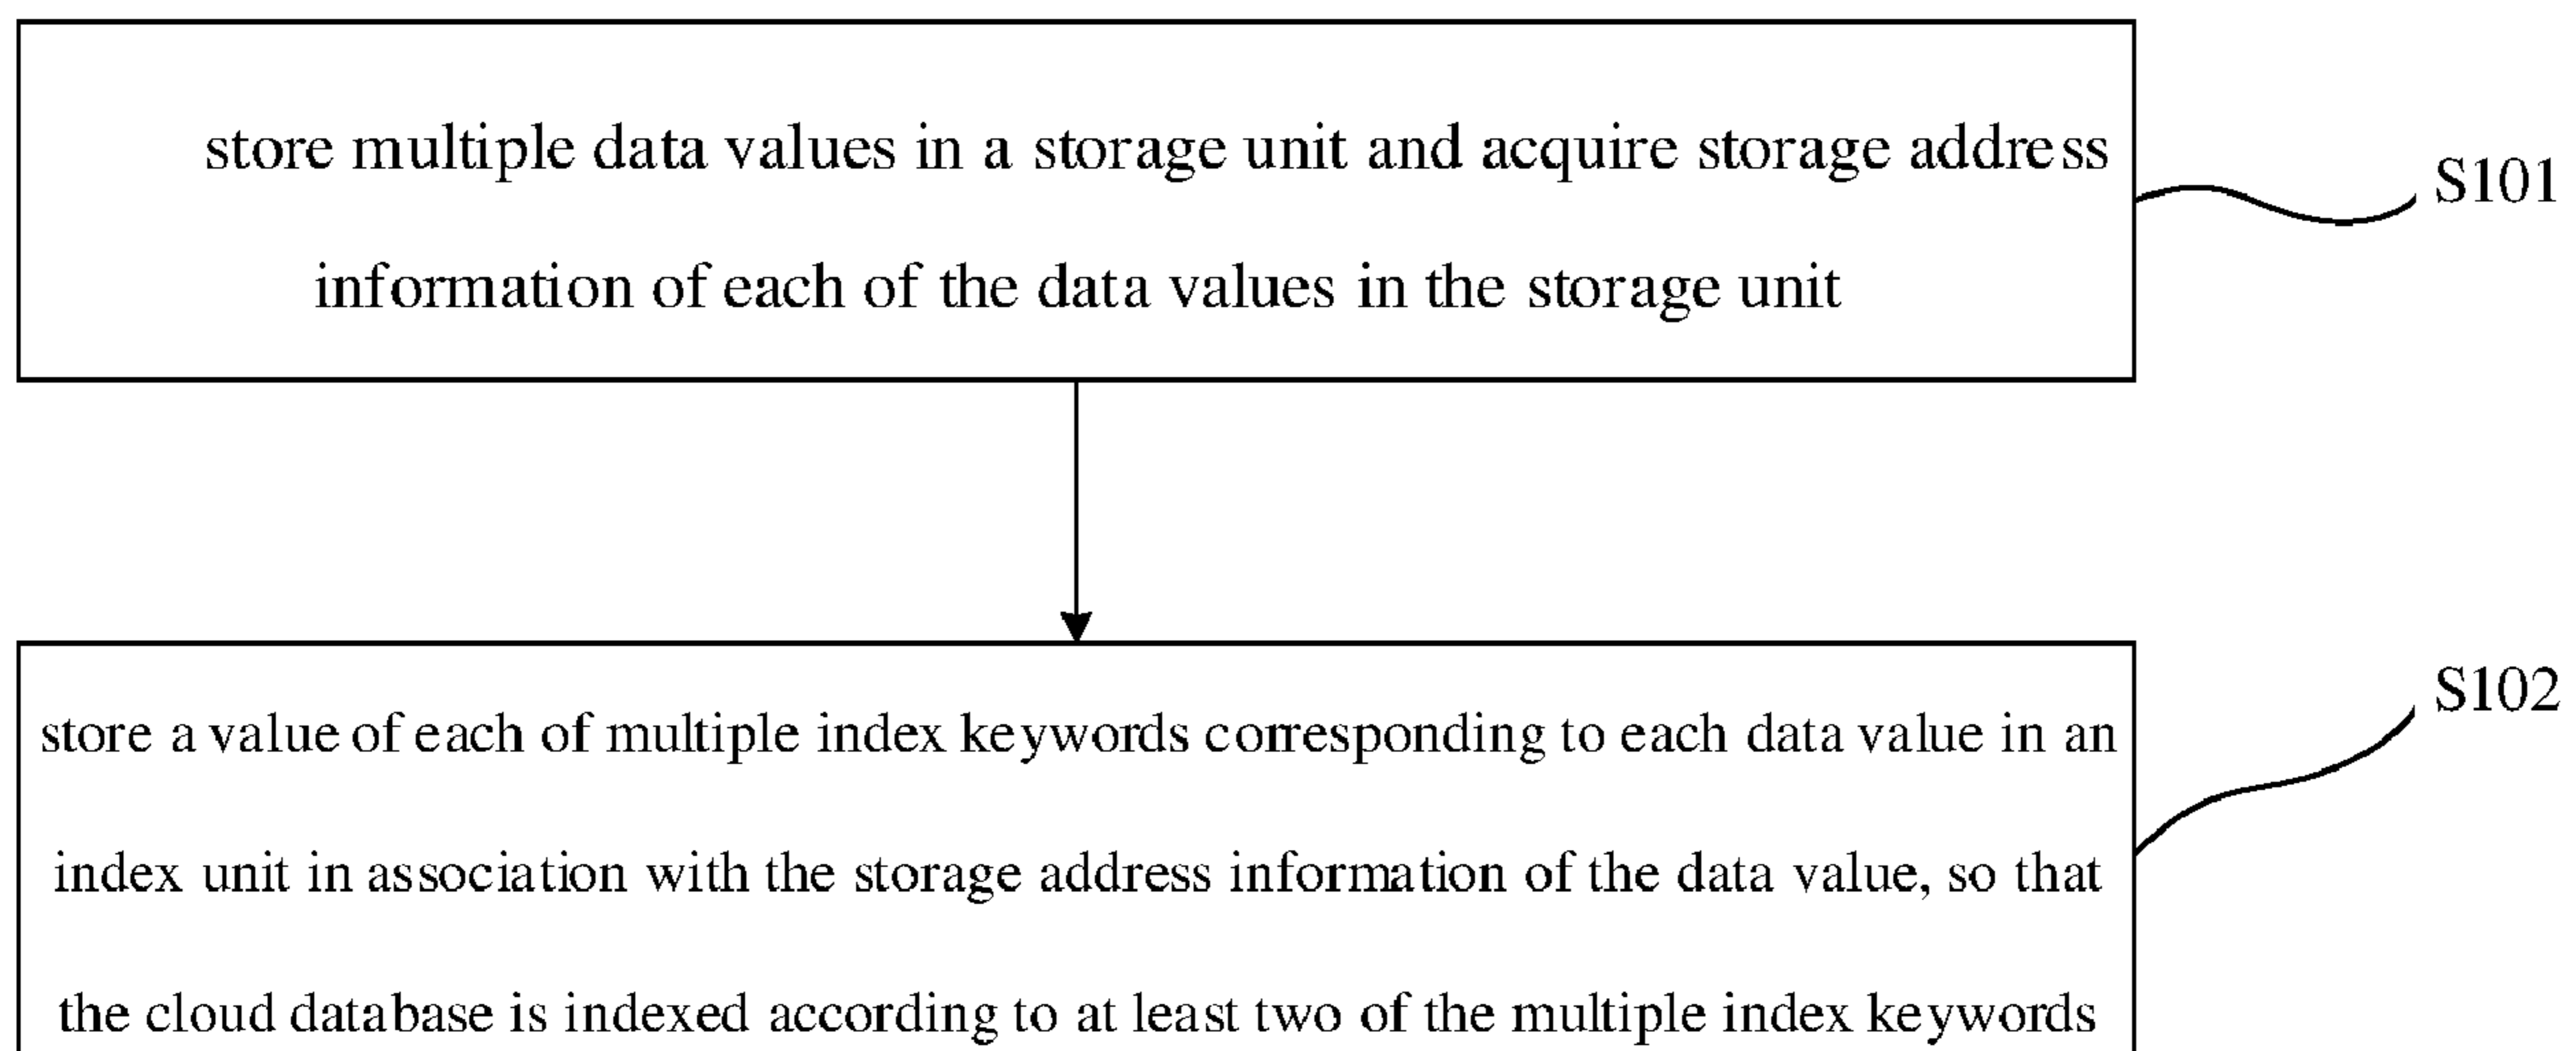 store multiple data values in a storage unit and acquire storage address
S101
information of each of the data values in the storage unit
S102
store a value of each of multiple index keywords corresponding to each data value in an
index unit in association with the storage address information of the data value, so that
the cloud database is indexed according to at least two of the multiple index keywords